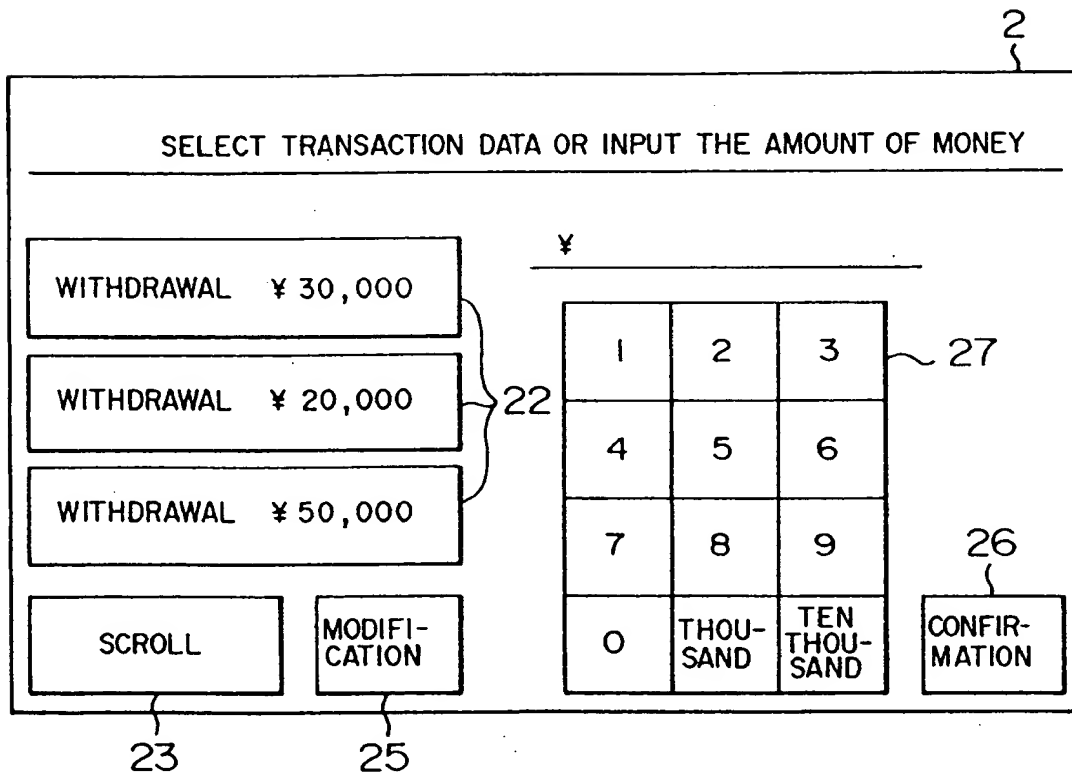 2
SELECT TRANSACTION DATA OR INPUT THE AMOUNT OF MONEY
¥
WITHDRAWAL ¥ 30,000
WITHDRAWAL ¥ 20,000
WITHDRAWAL ¥ 50,000
22
1 2 3
27
4 5 6
7 8 9
0
THOU-
SAND
TEN
THOU-
SAND
26
SCROLL
MODIFI-
CATION
CONFIR-
MATION
23
25